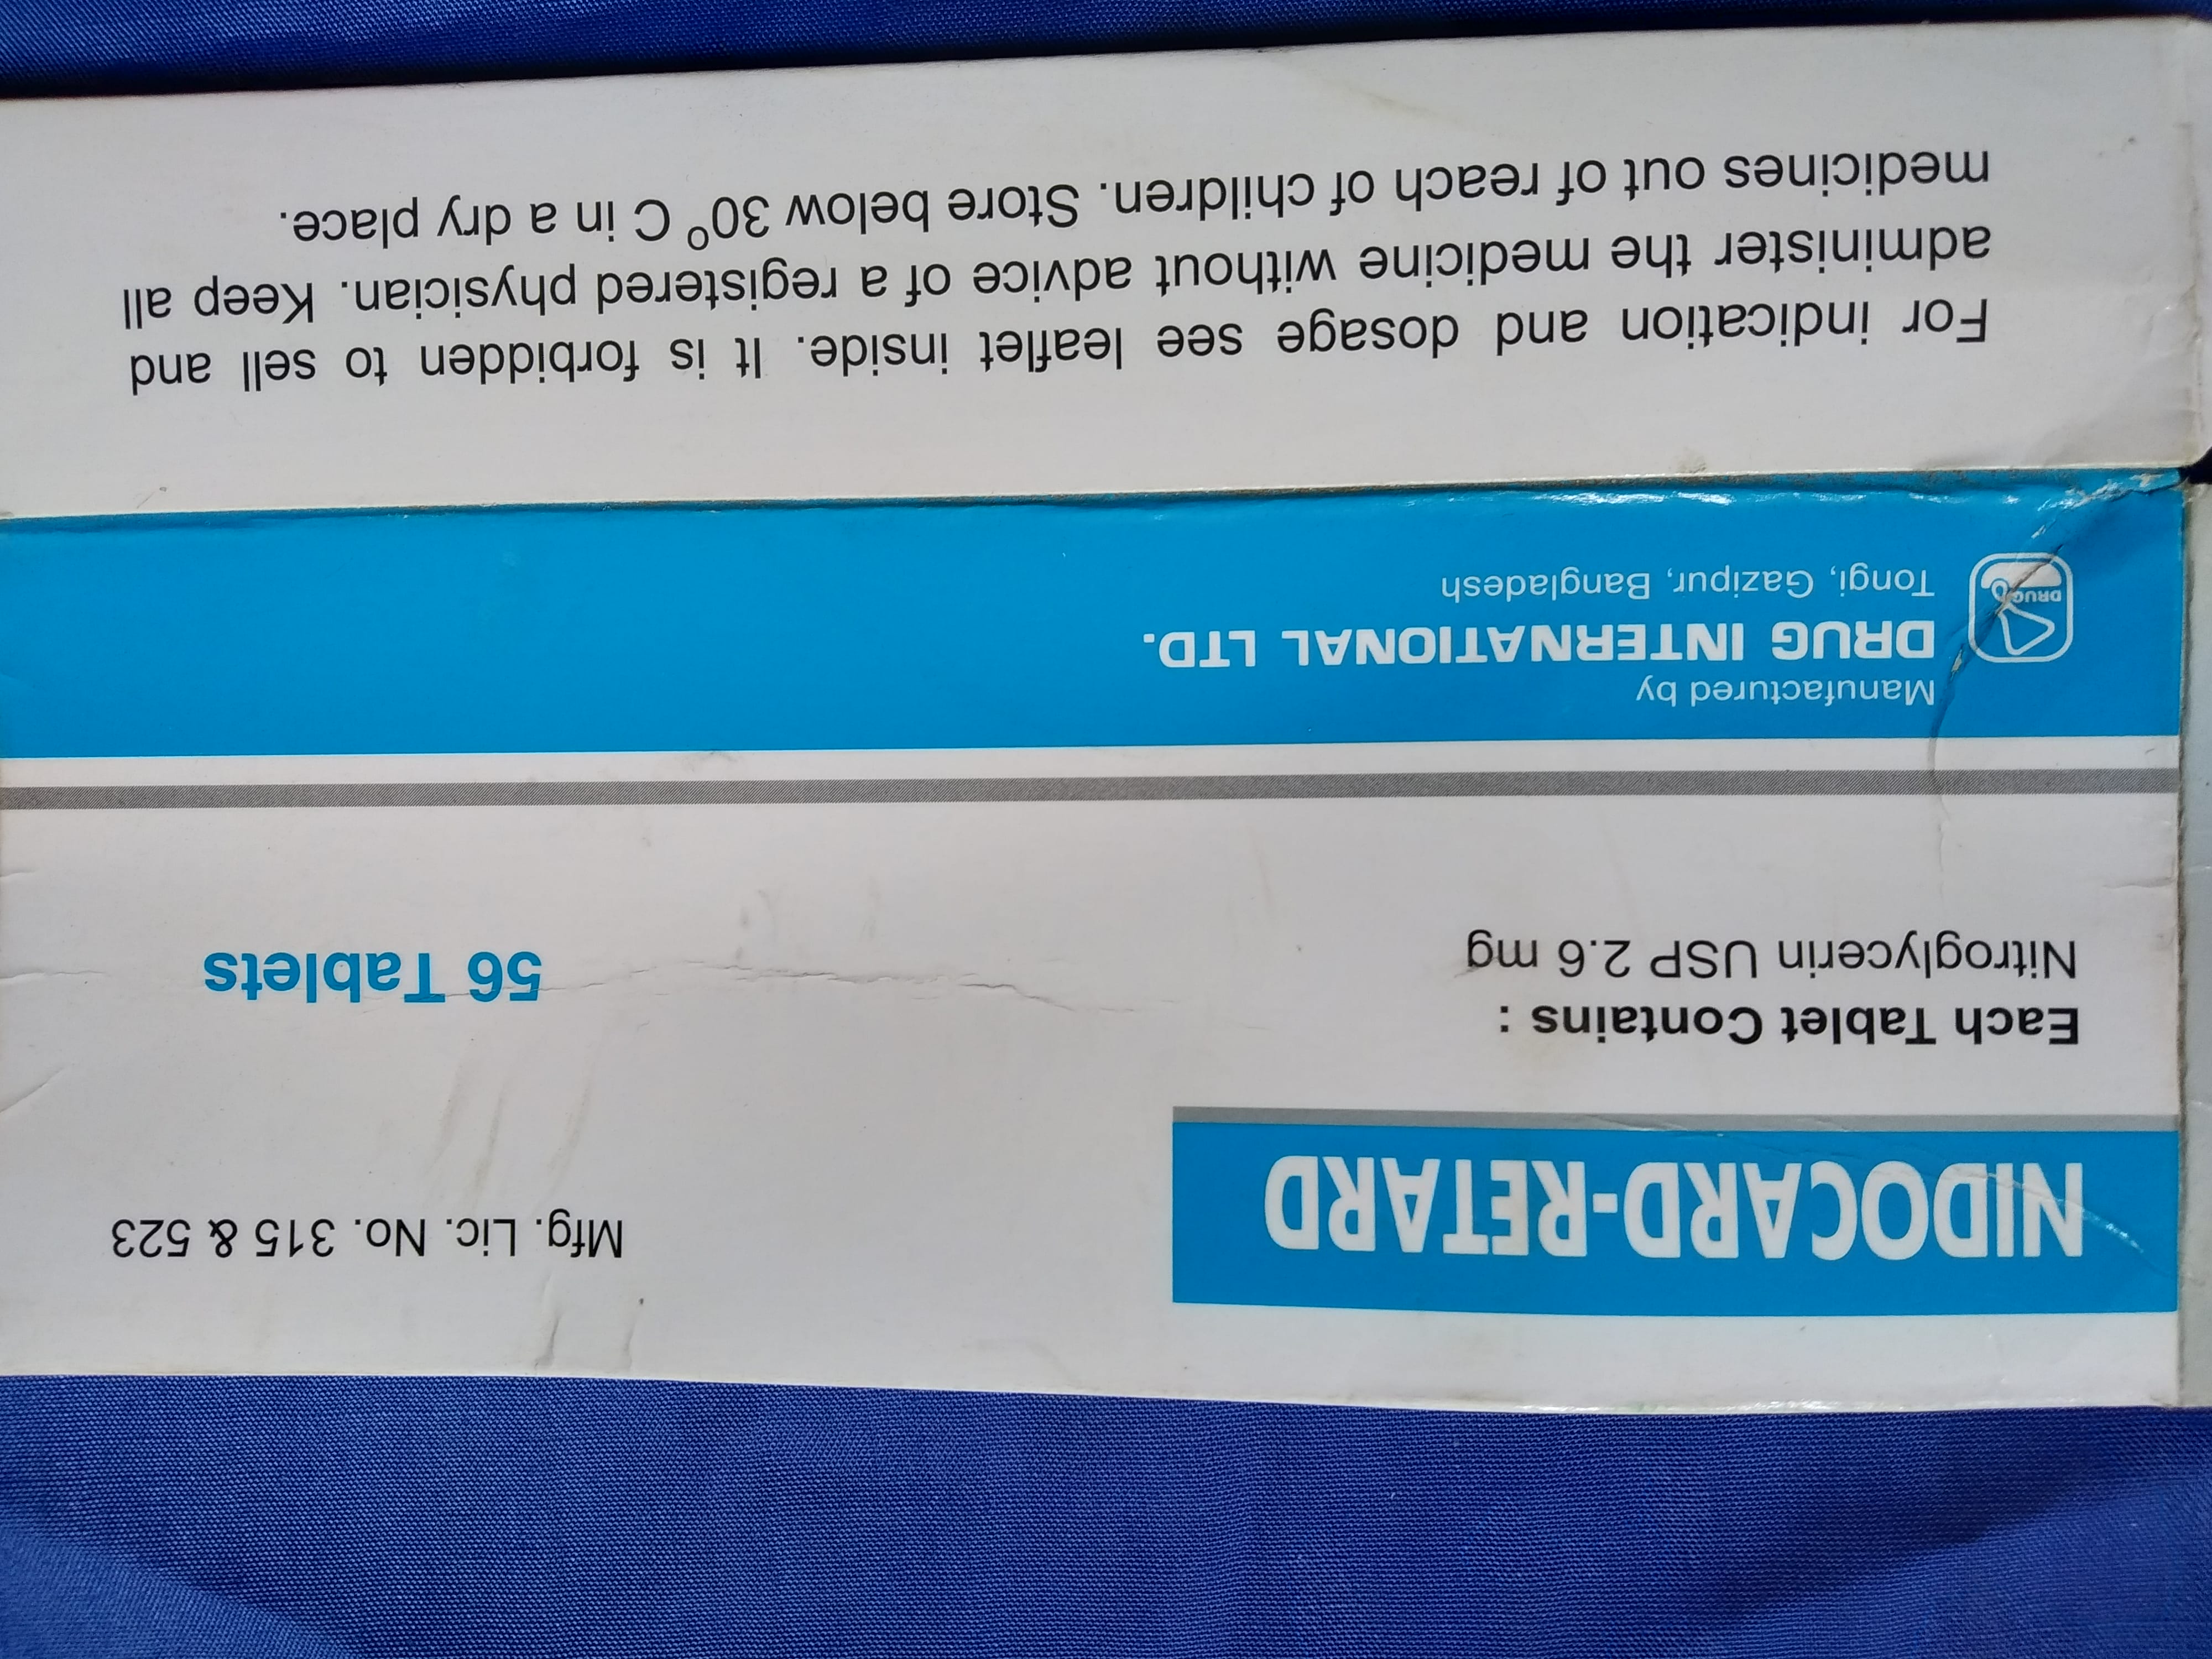 NIDOCARD-RETARD
Mfg. Lic. No. 315 & 523
Each Tablet Contains :
Nitroglycerin USP 2.6 mg
56 Tablets
Manufactured by
DRUG INTERNATIONAL LTD.
Tongi, Gazipur, Bangladesh
DRUG
For indication and dosage see leaflet inside. It is forbidden to sell and
administer the medicine without advice of a registered physician. Keep all
medicines out of reach of children. Store below 30° C in a dry place.